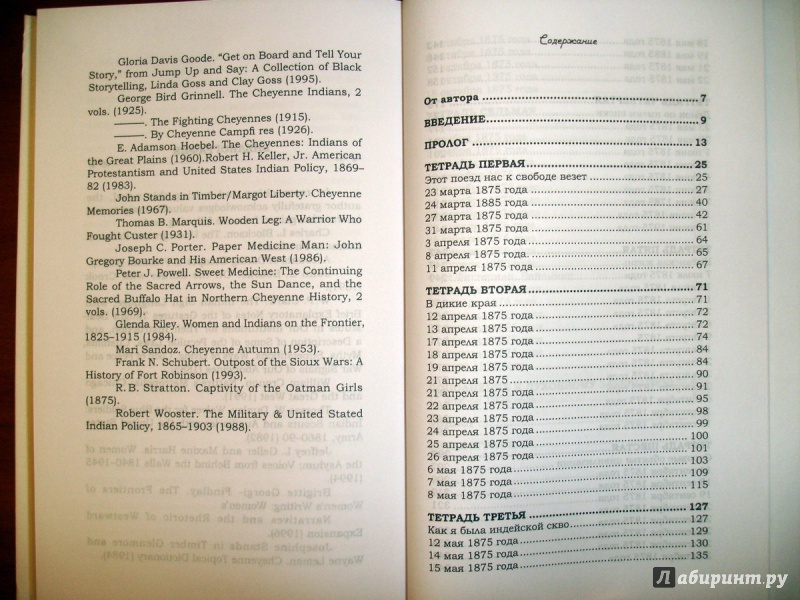 Gloria Davis Goode. "Get on Board and Tell Your
Story," from Jump Up and Say: A Collection of Black
Storytelling, Linda Goss and Clay Goss (1995).
George Bird Grinnell. The Cheyenne Indians, 2
vols. (1925).
———. The Fighting Cheyennes (1915).
———. By Cheyenne Campfi res (1926).
E. Adamson Hoebel. The Cheyennes: Indians of
the Great Plains (1960).Robert H. Keller, Jr. American
Protestantism and United States Indian Policy, 1869–
82 (1983).
John Stands in Timber/Margot Liberty. Cheyenne
Memories (1967).
Thomas B. Marquis. Wooden Leg: A Warrior Who
Fought Custer (1931).
Joseph C. Porter. Paper Medicine Man: John
Gregory Bourke and His American West (1986).
Peter J. Powell. Sweet Medicine: The Continuing
Role of the Sacred Arrows, the Sun Dance, and the
Sacred Buffalo Hat in Northern Cheyenne History, 2
vols. (1969).
Glenda Riley. Women and Indians on the Frontier,
1825–1915 (1984).
Mari Sandoz. Cheyenne Autumn (1953).
Frank N. Schubert. Outpost of the Sioux Wars: A
History of Fort Robinson (1993).
R.B. Stratton. Captivity of the Oatman Girls
(1875).
Robert Wooster. The Military & United Stated
Indian Policy, 1865–1903 (1988).
Содержание
От автора 7
ВВЕДЕНИЕ 9
ПРОЛОГ 13
ТЕТРАДЬ ПЕРВАЯ 25
Этот поезд нас к свободе везет 25
23 марта 1875 года 27
24 марта 1885 года 40
27 марта 1875 года 42
31 марта 1875 года 61
3 апреля 1875 года 64
8 апреля 1875 года 65
11 апреля 1875 года 67
ТЕТРАДЬ ВТОРАЯ 71
В дикие края 71
12 апреля 1875 года 72
13 апреля 1875 года 72
17 апреля 1875 года 74
18 апреля 1875 года 84
19 апреля 1875 года 84
21 апреля 1875 90
21 апреля 1875 года 91
22 апреля 1875 года 95
23 апреля 1875 года 98
24 апреля 1875 года 99
25 апреля 1875 года 100
26 апреля 1875 года 101
6 мая 1875 года 103
7 мая 1875 года 109
8 мая 1875 года 115
ТЕТРАДЬ ТРЕТЬЯ 127
Как я была индейской скво 127
12 мая 1875 года 129
14 мая 1875 года 130
15 мая 1875 года 135
Лабиринт.ру